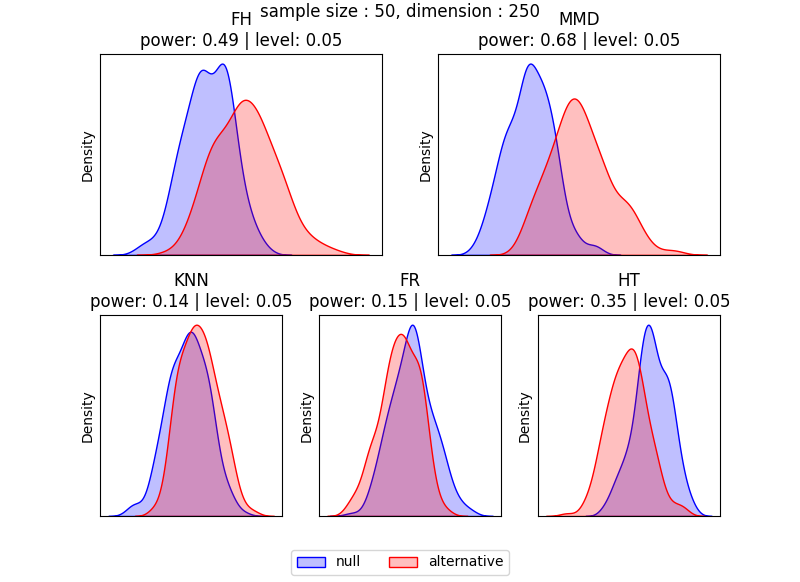 sample size : 50, dimension : 250
FH
power: 0.49 | level: 0.05
MMD
power: 0.68 | level: 0.05
Density
Density
KNN
power: 0.14 | level: 0.05
FR
power: 0.15 | level: 0.05
HT
power: 0.35 | level: 0.05
Density
Density
Density
null
alternative